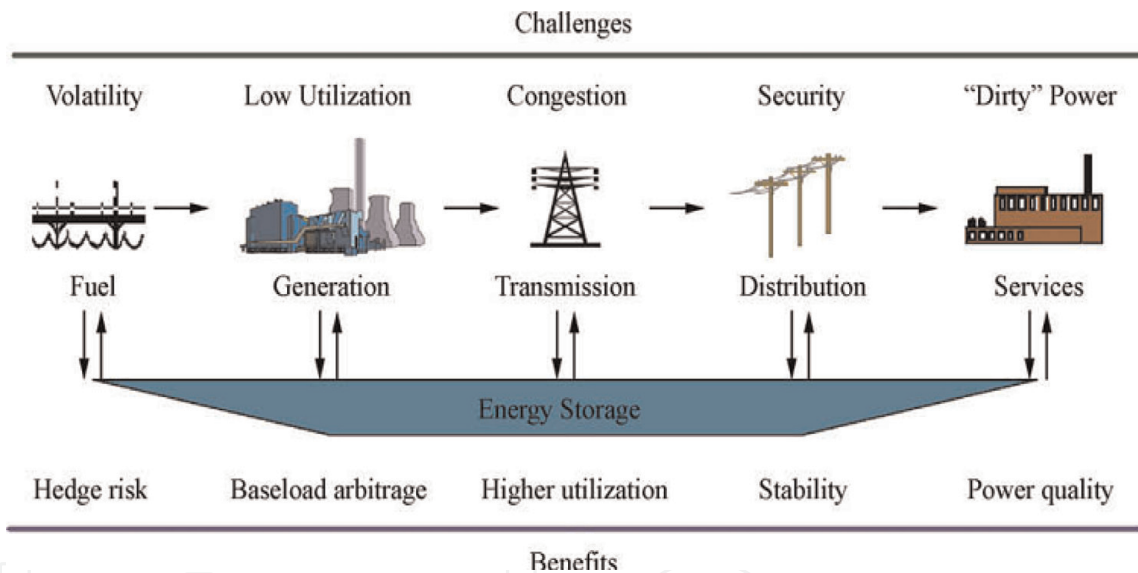 Challenges
Volatility Low Utilization Congestion Security “Dirty” Power
Fuel Generation Transmission Distribution Services
Energy Storage
Hedge risk Baseload arbitrage Higher utilization Stability Power quality
Benefits